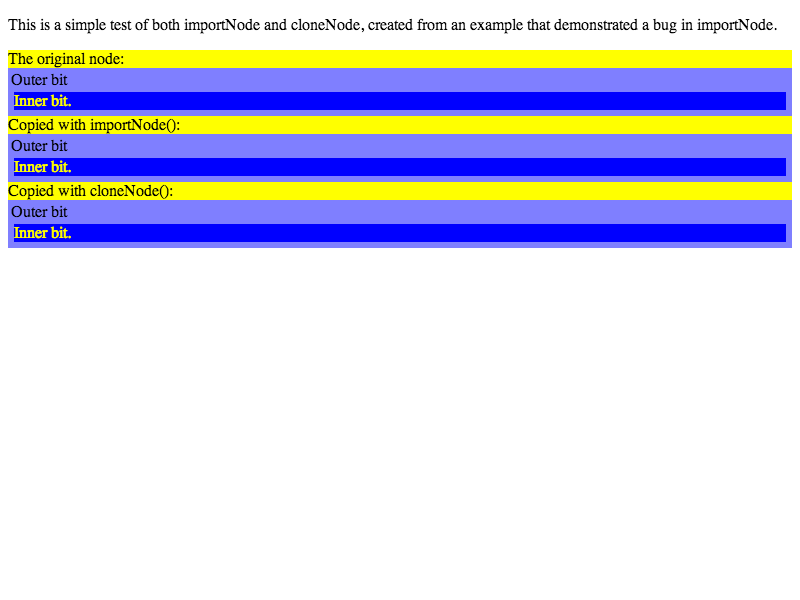 This is a simple test of both importNode and cloneNode, created from an example that demonstrated a bug in importNode.
The original node:
Outer bit
Inner bit.
Copied with importNode():
Outer bit
Inner bit.
Copied with cloneNode():
Outer bit
Inner bit.